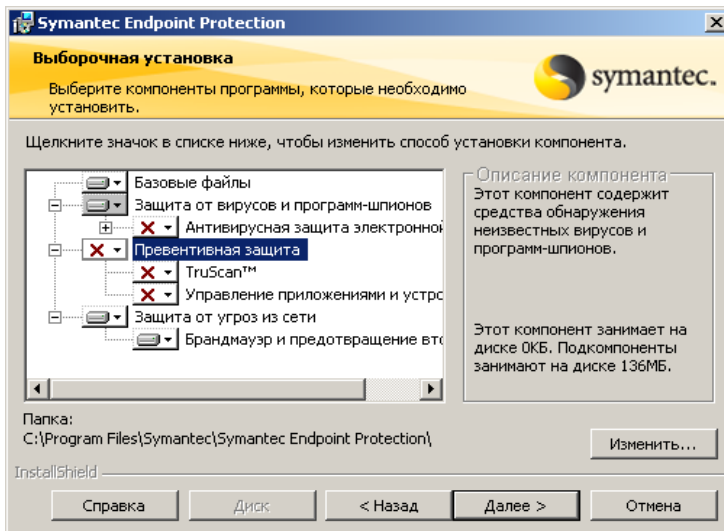 Symantec Endpoint Protection
Выборочная установка
Выберите компоненты программы, которые необходимо
установить.
symantec.
Щелкните значок в списке ниже, чтобы изменить способ установки компонента.
Базовые файлы
Защита от вирусов и программ-шпионов
Антивирусная защита электронной
Превентивная защита
TruScan™
Управление приложениями и устро
Защита от угроз из сети
Брандмауэр и предотвращение вто
Описание компонента
Этот компонент содержит
средства обнаружения
неизвестных вирусов и
программ-шпионов.
Этот компонент занимает на
диске 0КБ. Подкомпоненты
занимают на диске 136МБ.
Папка:
C:\Program Files\Symantec\Symantec Endpoint Protection\
Изменить...
InstallShield
Справка
Диск
< Назад
Далее >
Отмена